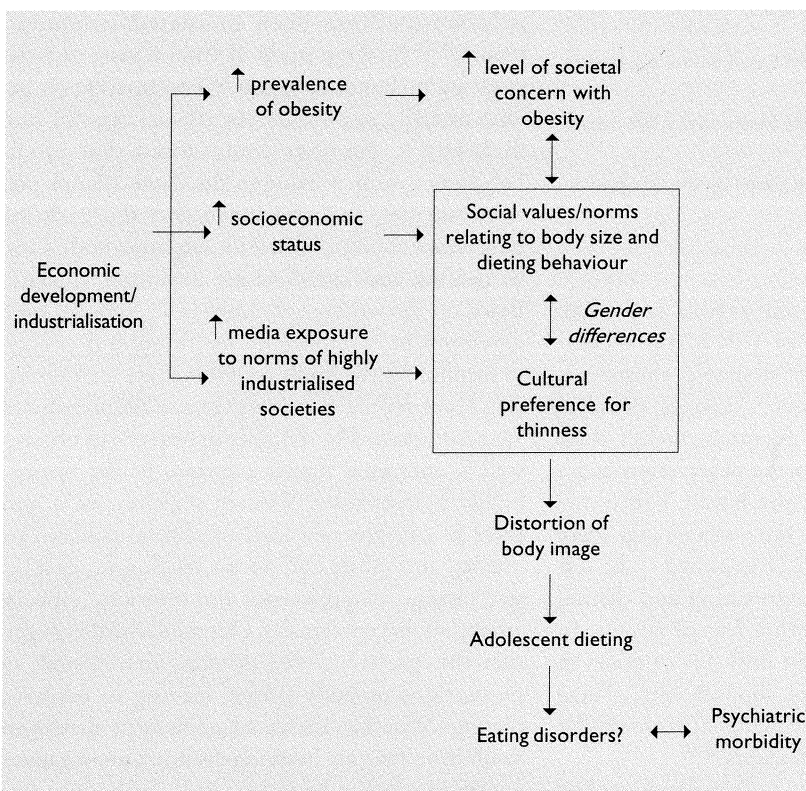 ↑ prevalence
of obesity
↑ level of societal
concern with
obesity
↑ socioeconomic
status
Social values/norms
relating to body size and
dieting behaviour
Economic
development/
industrialisation
Gender
differences
↑ media exposure
to norms of highly
industrialised
societies
Cultural
preference for
thinness
Distortion of
body image
Adolescent dieting
Eating disorders?
Psychiatric
morbidity